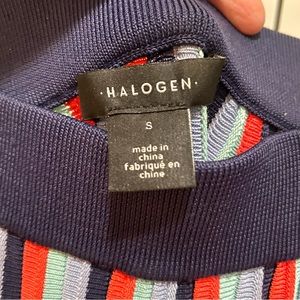 ·HALOGEN·
S
made in
china
fabriqué en
chine